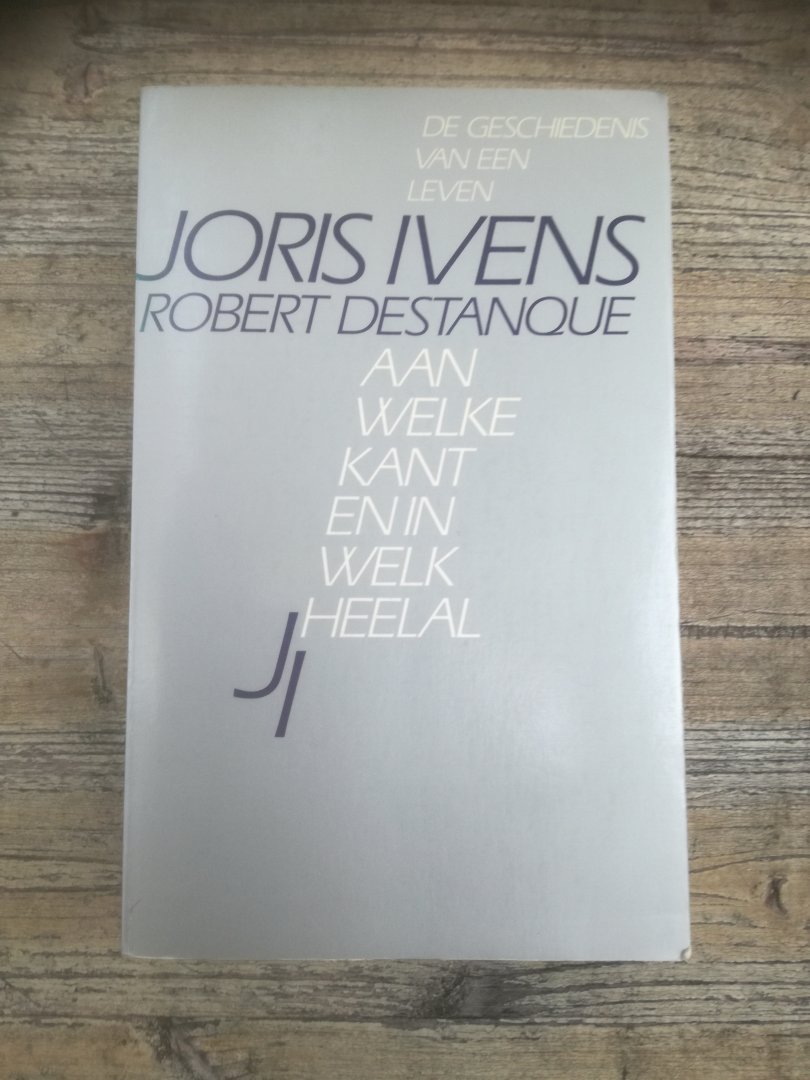 DE GESCHIEDENIS
VAN EEN
LEVEN
JORIS IVENS
ROBERT DESTANQUE
AAN
WELKE
KANT
EN IN
WELK
HEELAL
JI